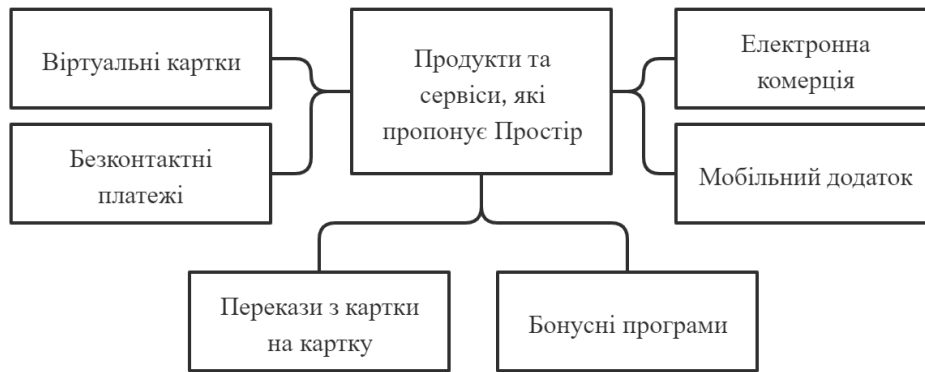 Віртуальні картки
Продукти та
сервіси, які
пропонує Простір
Електронна
комерція
Безконтактні
платежі
Мобільний додаток
Перекази з картки
на картку
Бонусні програми